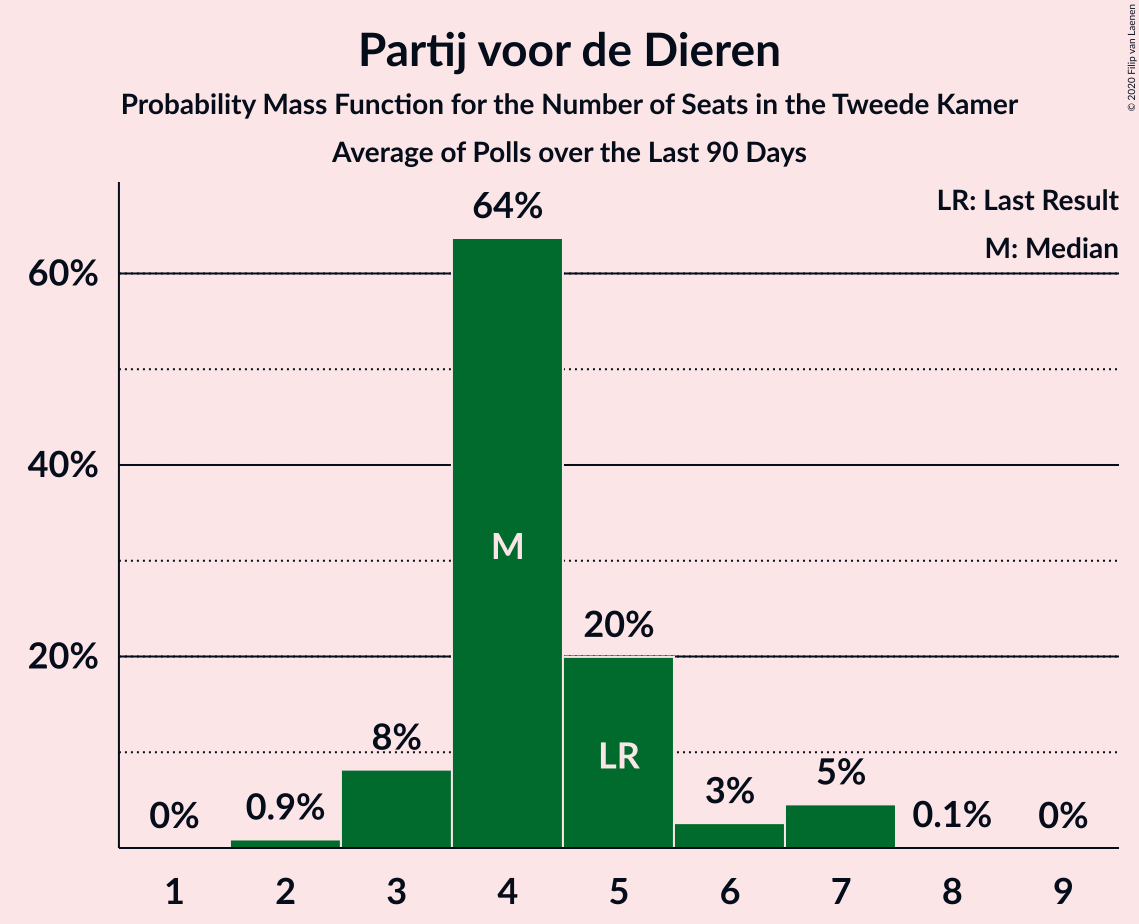 Partij voor de Dieren
Probability Mass Function for the Number of Seats in the Tweede Kamer
Average of Polls over the Last 90 Days
© 2020 Filip van Laenen
LR: Last Result
M: Median
60%
40%
20%
0%
0.9%
8%
64%
20%
3%
5%
0.1%
0%
M
LR
1 2 3 4 5 6 7 8 9